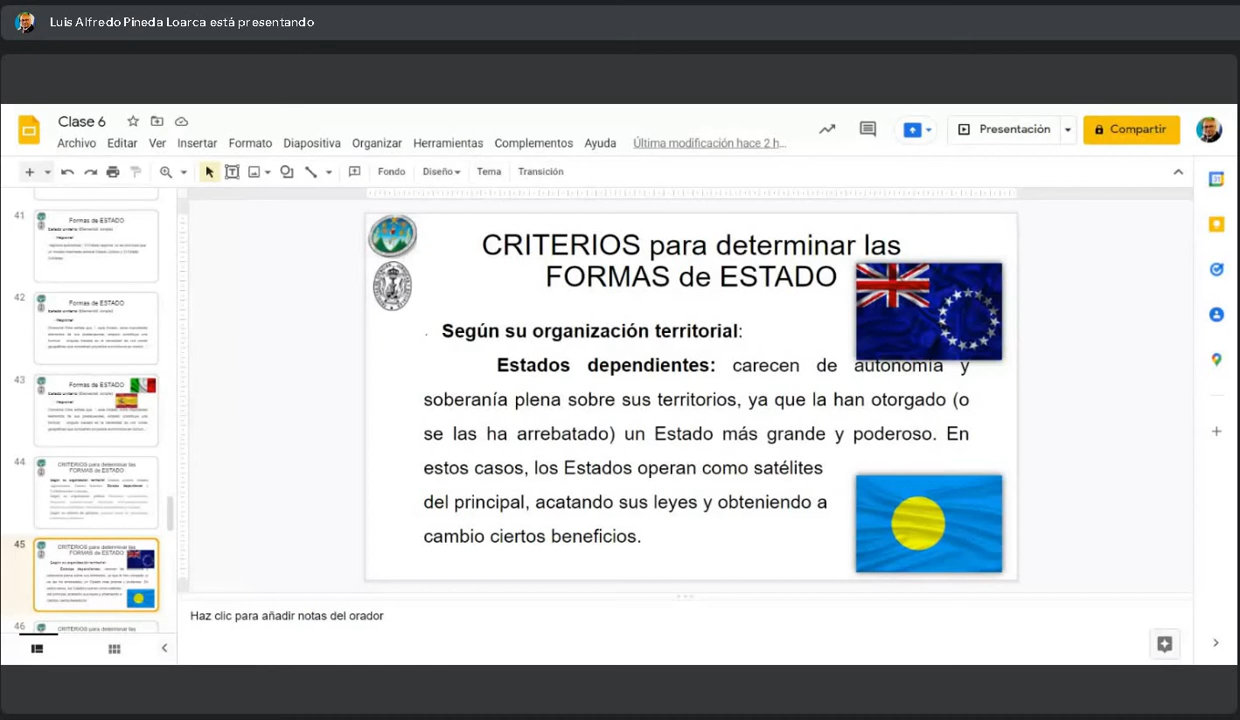 Luis Alfredo Pineda Loarca está presentando
Clase 6
Archivo Editar Ver Insertar Formato Diapositiva Organizar Herramientas Complementos Ayuda Última modificación hace 2 h...
Presentación
Compartir
Fondo Diseño Tema Transición
41
Formas de ESTADO
42
Formas de ESTADO
43
Formas de ESTADO
44
CRITERIOS para determinar las
FORMAS de ESTADO
45
CRITERIOS para determinar las
FORMAS de ESTADO
46
CRITERIOS para determinar las
CRITERIOS para determinar las
FORMAS de ESTADO
Según su organización territorial:
Estados dependientes: carecen de autonomía y
soberanía plena sobre sus territorios, ya que la han otorgado (o
se las ha arrebatado) un Estado más grande y poderoso. En
estos casos, los Estados operan como satélites
del principal, acatando sus leyes y obteniendo a
cambio ciertos beneficios.
Haz clic para añadir notas del orador